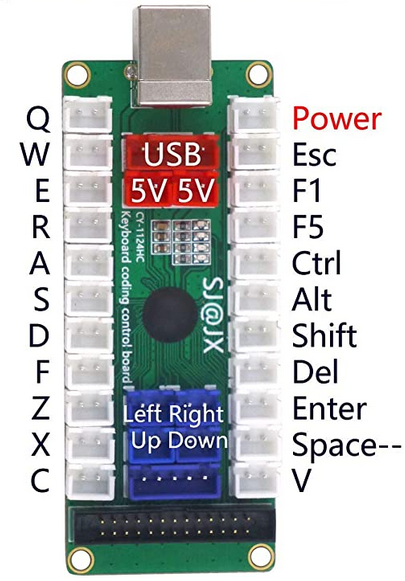 Q
W
E
R
A
S
D
F
Z
X
C
USB
5V 5V
CY-1124HC
Keyboard coding control board
SJ@JX
Left Right
Up Down
Power
Esc
F1
F5
Ctrl
Alt
Shift
Del
Enter
Space--
V